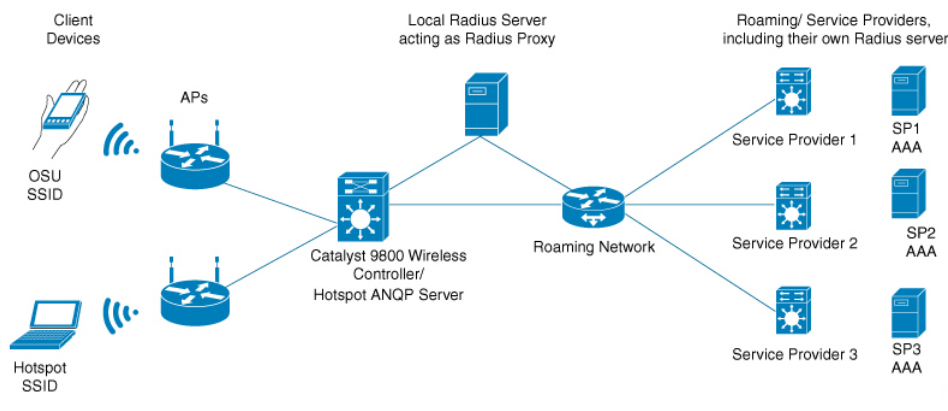 Client
Devices
Local Radius Server
acting as Radius Proxy
Roaming/ Service Providers,
including their own Radius server
APs
OSU
SSID
Service Provider 1
SP1
AAA
Catalyst 9800 Wireless
Controller/
Hotspot ANQP Server
Roaming Network
Service Provider 2
SP2
AAA
Hotspot
SSID
Service Provider 3
SP3
AAA